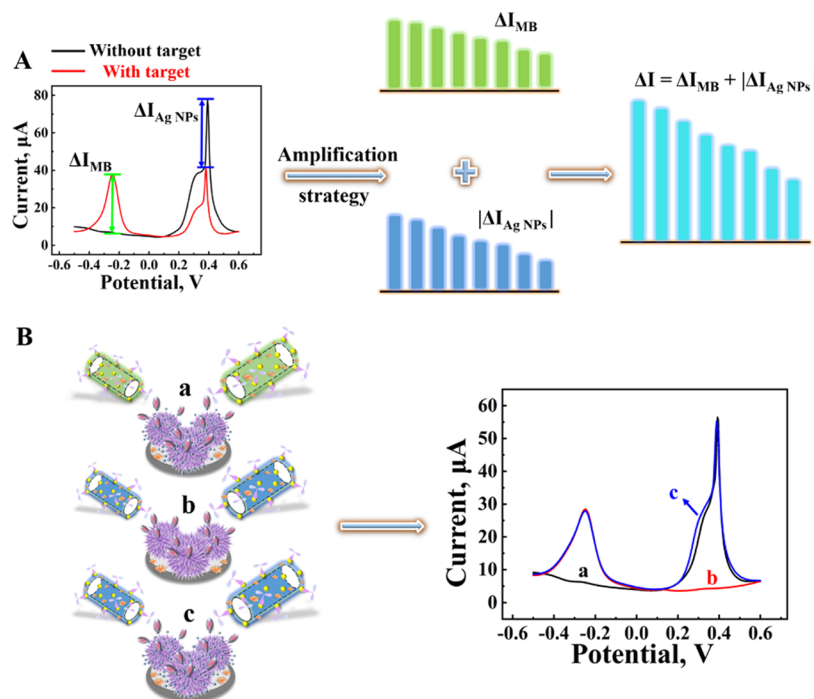 A
Without target
With target
Current, µA
80
60
40
20
0
ΔI_MB
ΔI_Ag NPs
-0.6 -0.4 -0.2 0.0 0.2 0.4 0.6
Potential, V
Amplification
strategy
ΔI_MB
+
|ΔI_Ag NPs|
ΔI = ΔI_MB + |ΔI_Ag NPs|
B
a
b
c
Current, µA
60
50
40
30
20
10
0
a
b
c
-0.6 -0.4 -0.2 0.0 0.2 0.4 0.6
Potential, V